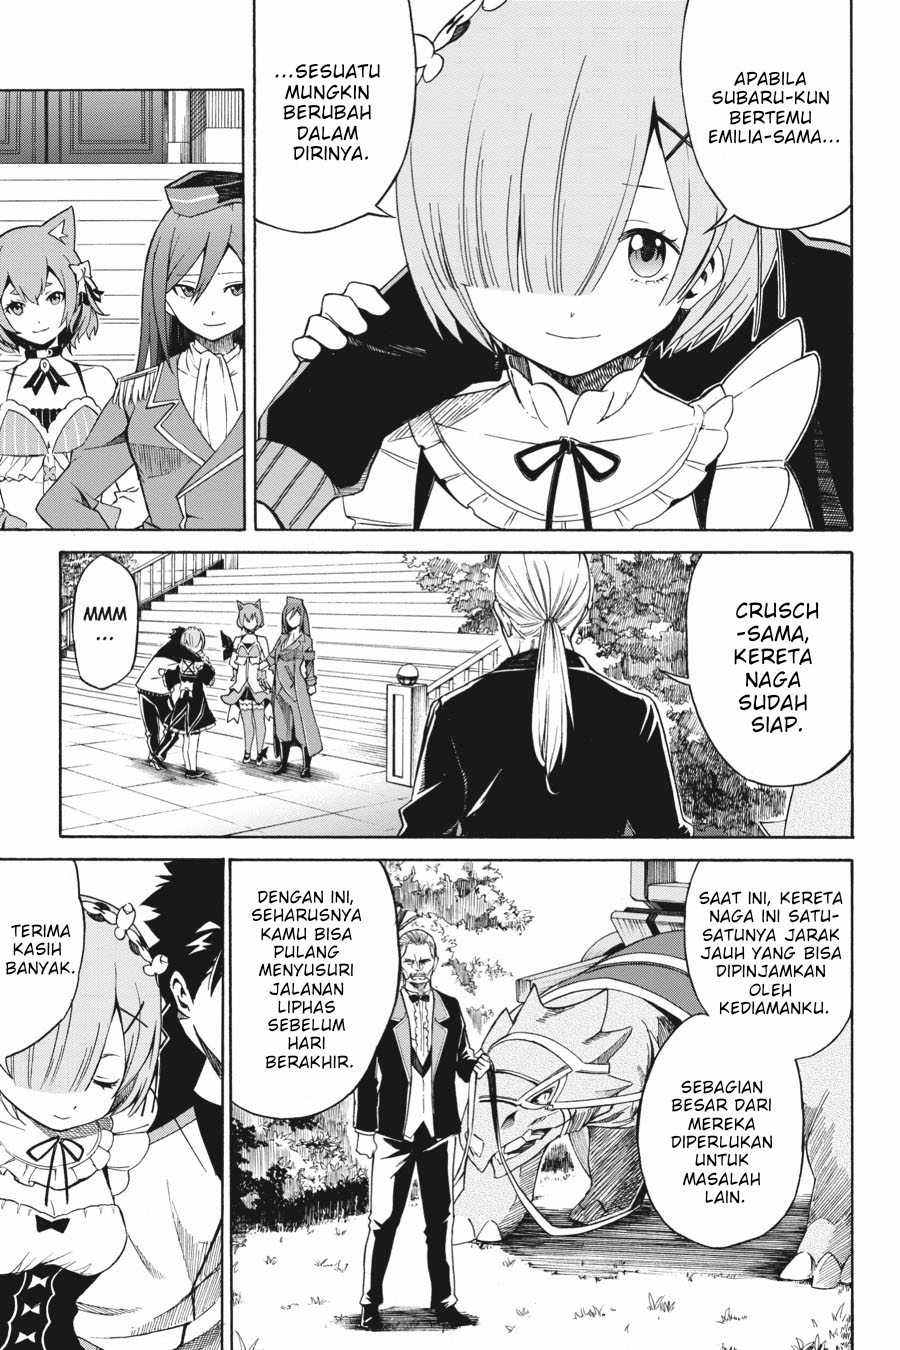 APABILA
SUBARU-KUN
BERTEMU
EMILIA-SAMA...
...SESUATU
MUNGKIN
BERUBAH
DALAM
DIRINYA.
CRUSCH
-SAMA,
KERETA
NAGA
SUDAH
SIAP.
MMM
...
SAAT INI, KERETA
NAGA INI SATU-
SATUNYA JARAK
JAUH YANG BISA
DIPINJAMKAN
OLEH
KEDIAMANKU.
SEBAGIAN
BESAR DARI
MEREKA
DIPERLUKAN
UNTUK
MASALAH
LAIN.
DENGAN INI,
SEHARUSNYA
KAMU BISA
PULANG
MENYUSURI
JALANAN
LIPHAS
SEBELUM
HARI
BERAKHIR.
TERIMA
KASIH
BANYAK.